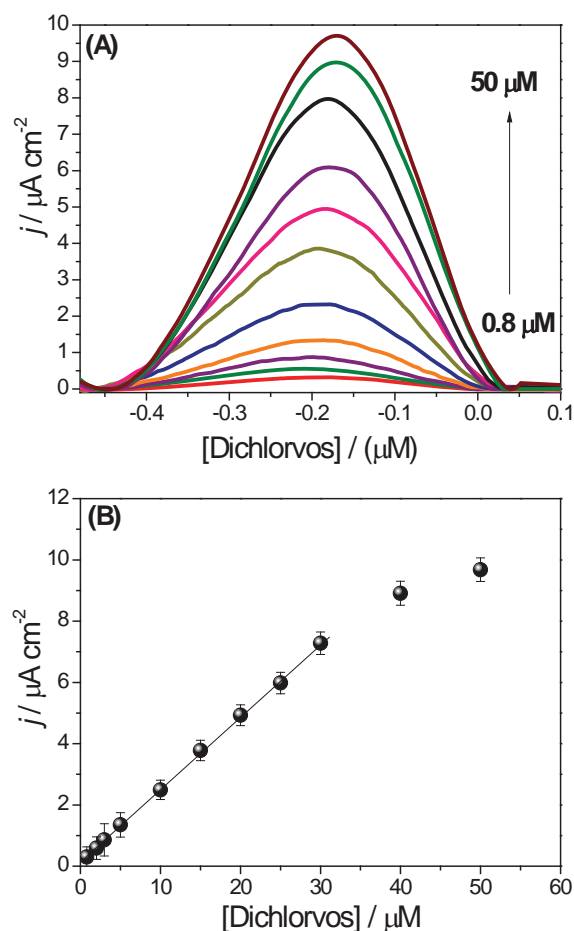 (A)
10
9
8
7
6
5
4
3
2
1
0
j / µA cm⁻²
50 µM
0.8 µM
-0.4 -0.3 -0.2 -0.1 0.0 0.1
[Dichlorvos] / (µM)
(B)
12
10
8
6
4
2
0
j / µA cm⁻²
0 10 20 30 40 50 60
[Dichlorvos] / µM